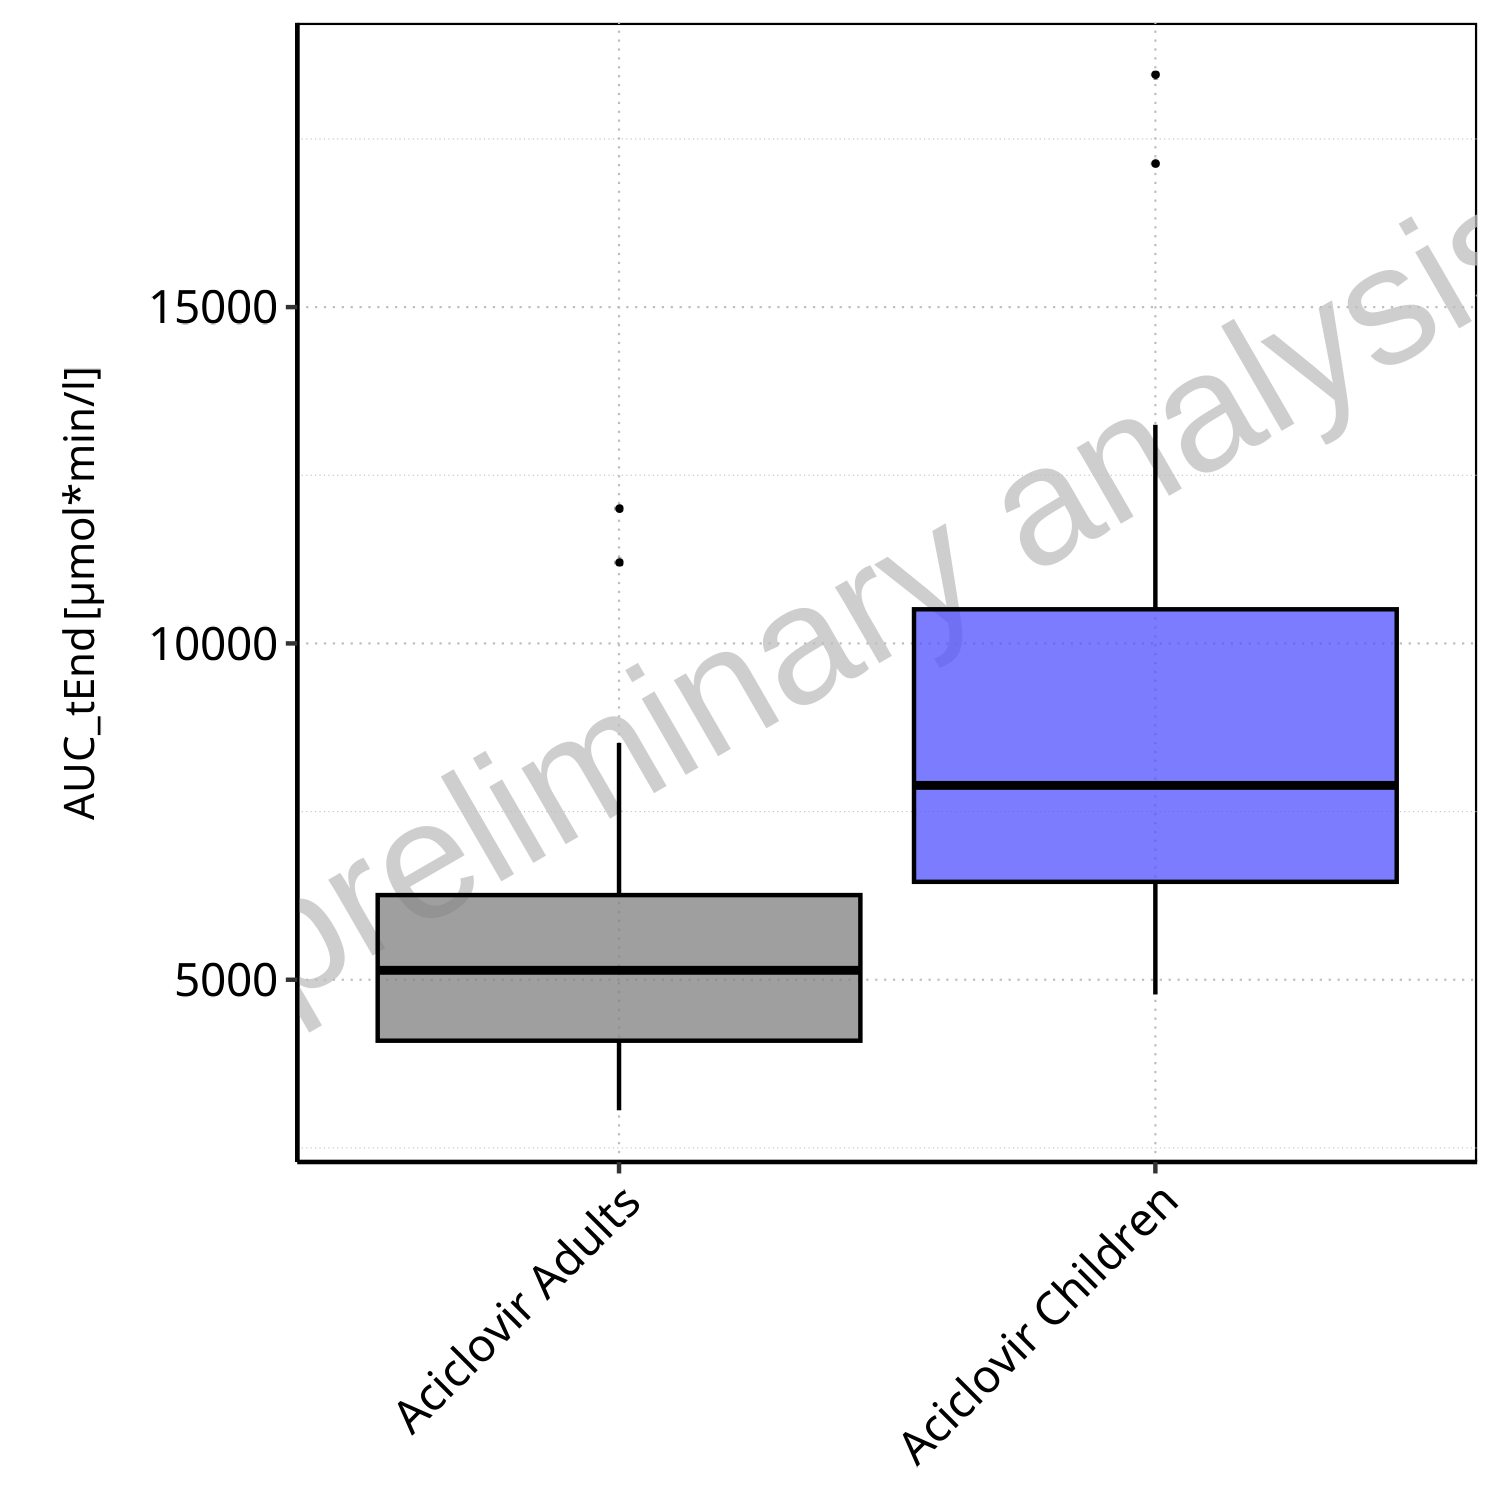 15000
10000
5000
AUC_tEnd [µmol*min/l]
preliminary analysis
Aciclovir Adults
Aciclovir Children